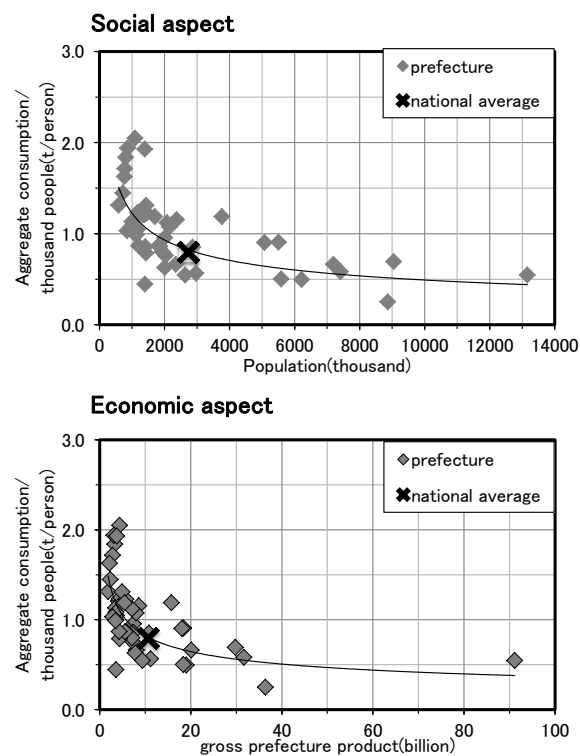 Social aspect
3.0
2.0
1.0
0.0
Aggregate consumption/
thousand people(t/person)
prefecture
national average
0 2000 4000 6000 8000 10000 12000 14000
Population(thousand)
Economic aspect
3.0
2.0
1.0
0.0
Aggregate consumption/
thousand people(t/person)
prefecture
national average
0 20 40 60 80 100
gross prefecture product(billion)